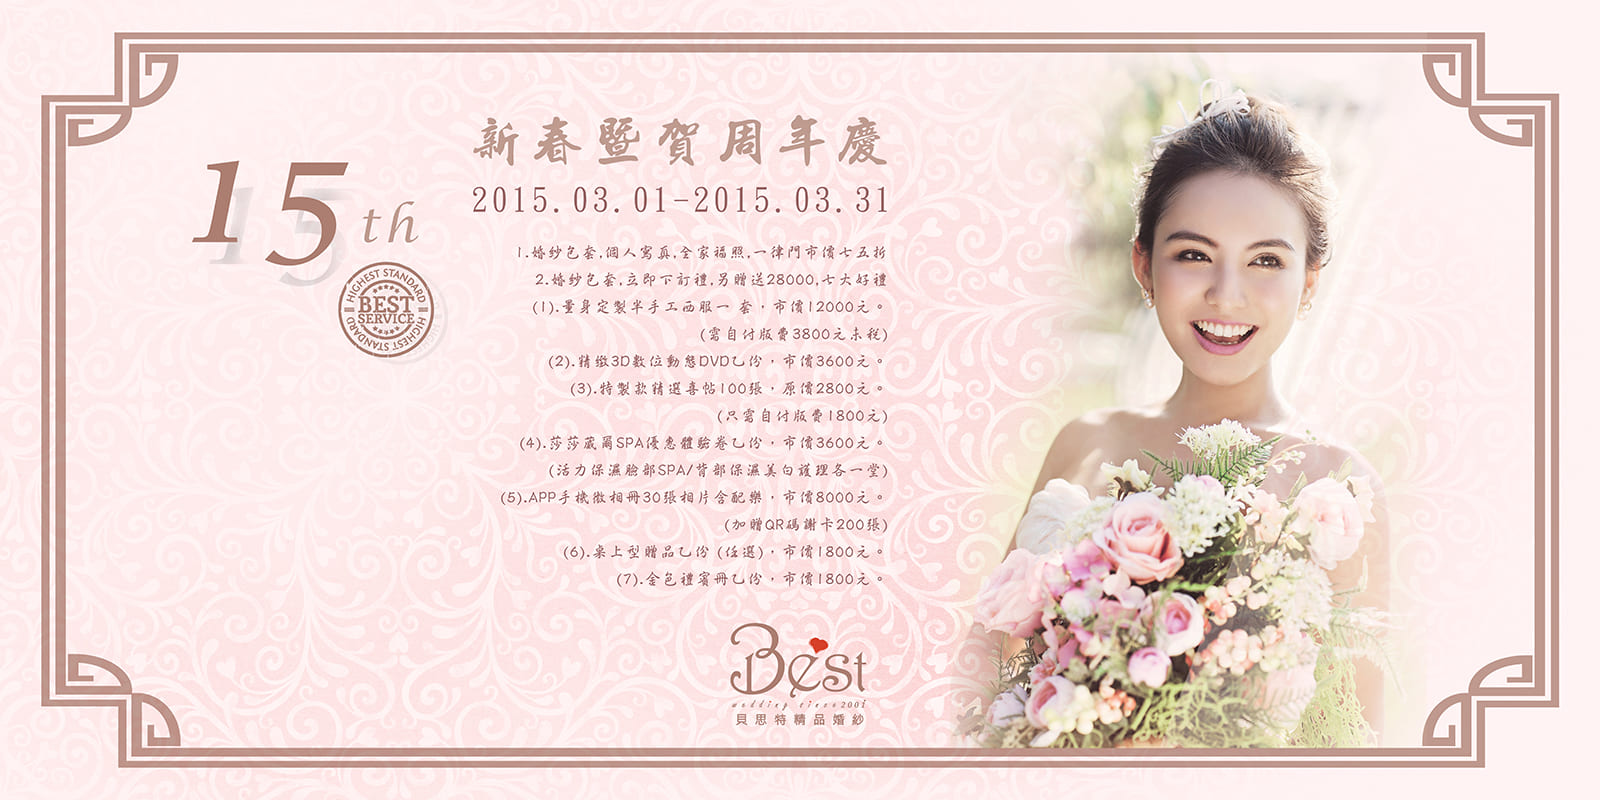 15th
HIGHEST STANDARD
BEST
SERVICE
HIGHEST STANDARD
新春暨賀周年慶
2015.03.01-2015.03.31
1.婚紗包套,個人寫真,全家福照,一律門市價七五折
2.婚紗包套,立即下訂禮,另贈送28000,七大好禮
(1).量身定製半手工西服一 套，市價12000元。
(需自付版費3800元未稅)
(2).精緻3D數位動態DVD乙份，市價3600元。
(3).特製款精選喜帖100張，原價2800元。
(只需自付版費1800元)
(4).莎莎葳爾SPA優惠體驗卷乙份，市價3600元。
(活力保濕臉部SPA/背部保濕美白護理各一堂)
(5).APP手機微相冊30張相片含配樂，市價8000元。
(加贈QR碼謝卡200張)
(6).桌上型贈品乙份 (任選)，市價1800元。
(7).金色禮賓冊乙份，市價1800元。
Best
wedding since2001
貝思特精品婚紗